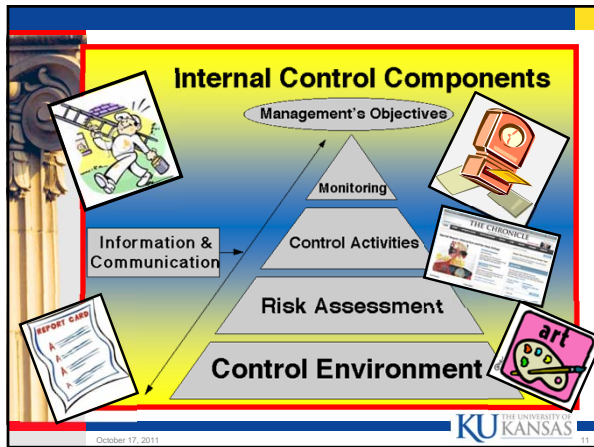 Internal Control Components
Management's Objectives
Monitoring
Information &
Communication
Control Activities
THE CHRONICLE
Risk Assessment
REPORT CARD
A
A
A
A
art
Control Environment
KU THE UNIVERSITY OF
KANSAS
October 17, 2011
11